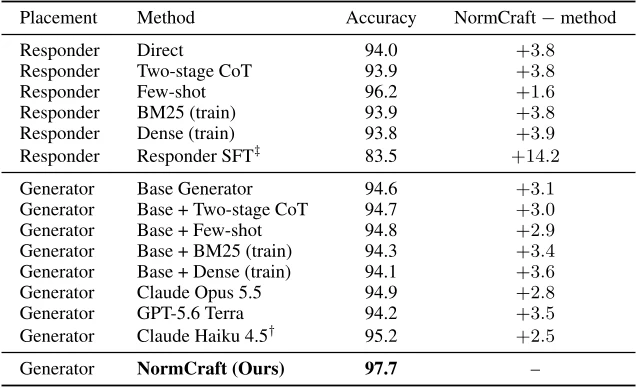 Placement Method Accuracy NormCraft − method
Responder Direct 94.0 +3.8
Responder Two-stage CoT 93.9 +3.8
Responder Few-shot 96.2 +1.6
Responder BM25 (train) 93.9 +3.8
Responder Dense (train) 93.8 +3.9
Responder Responder SFT‡ 83.5 +14.2
Generator Base Generator 94.6 +3.1
Generator Base + Two-stage CoT 94.7 +3.0
Generator Base + Few-shot 94.8 +2.9
Generator Base + BM25 (train) 94.3 +3.4
Generator Base + Dense (train) 94.1 +3.6
Generator Claude Opus 5.5 94.9 +2.8
Generator GPT-5.6 Terra 94.2 +3.5
Generator Claude Haiku 4.5† 95.2 +2.5
Generator NormCraft (Ours) 97.7 –